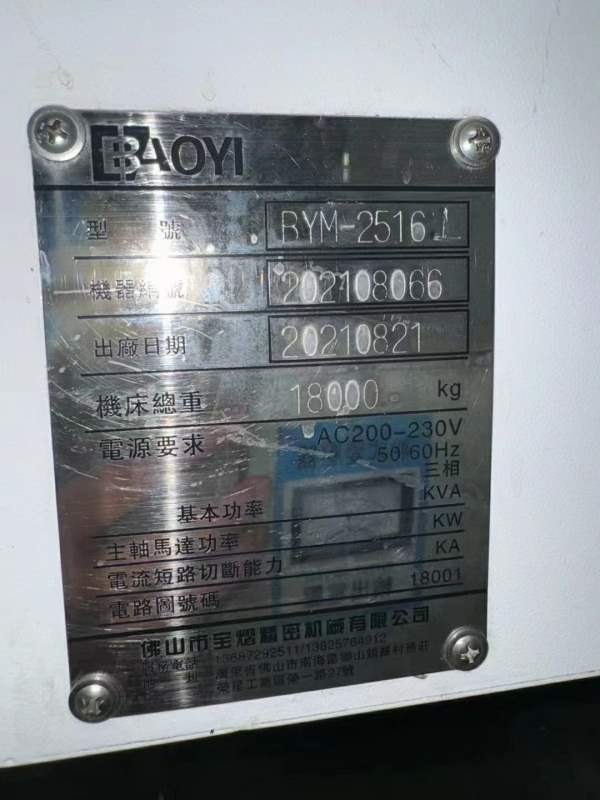 BAOYI
型 號 BYM-2516
機器編號 202108066
出廠日期 20210821
機床總重 18000 kg
電源要求 AC200-230V
50 60Hz
三相
基本功率 KVA
主軸馬達功率 KW
電流短路切斷能力 KA
電路圖號碼 18001
佛山市宝熠精密机械有限公司